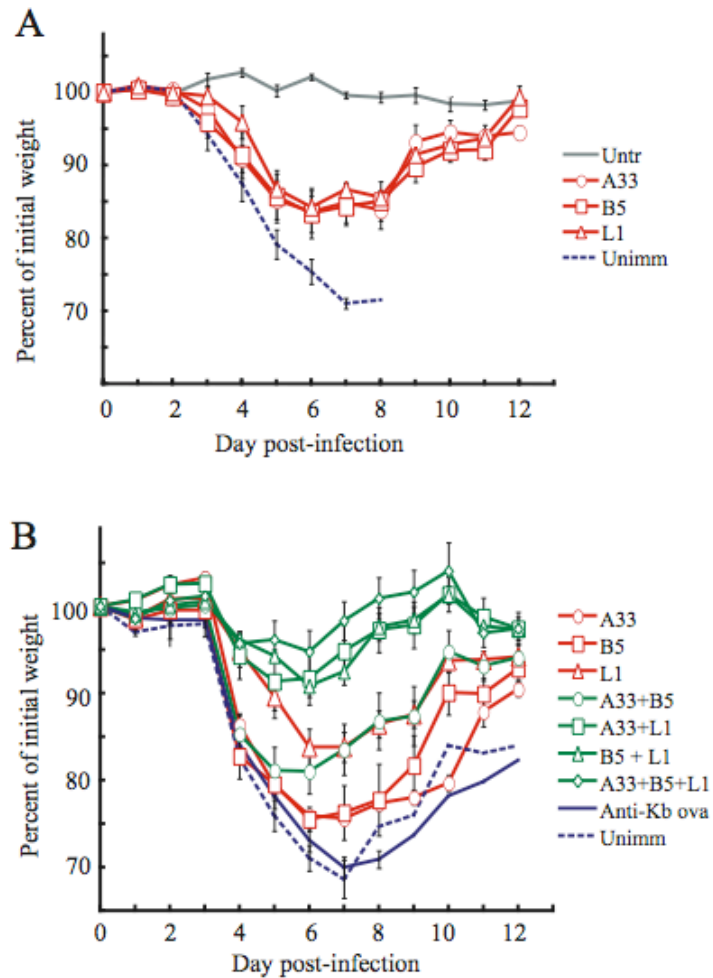 A
Percent of initial weight
100
90
80
70
0 2 4 6 8 10 12
Day post-infection
Untr
A33
B5
L1
Unimm
B
Percent of initial weight
100
90
80
70
0 2 4 6 8 10 12
Day post-infection
A33
B5
L1
A33+B5
A33+L1
B5 + L1
A33+B5+L1
Anti-Kb ova
Unimm